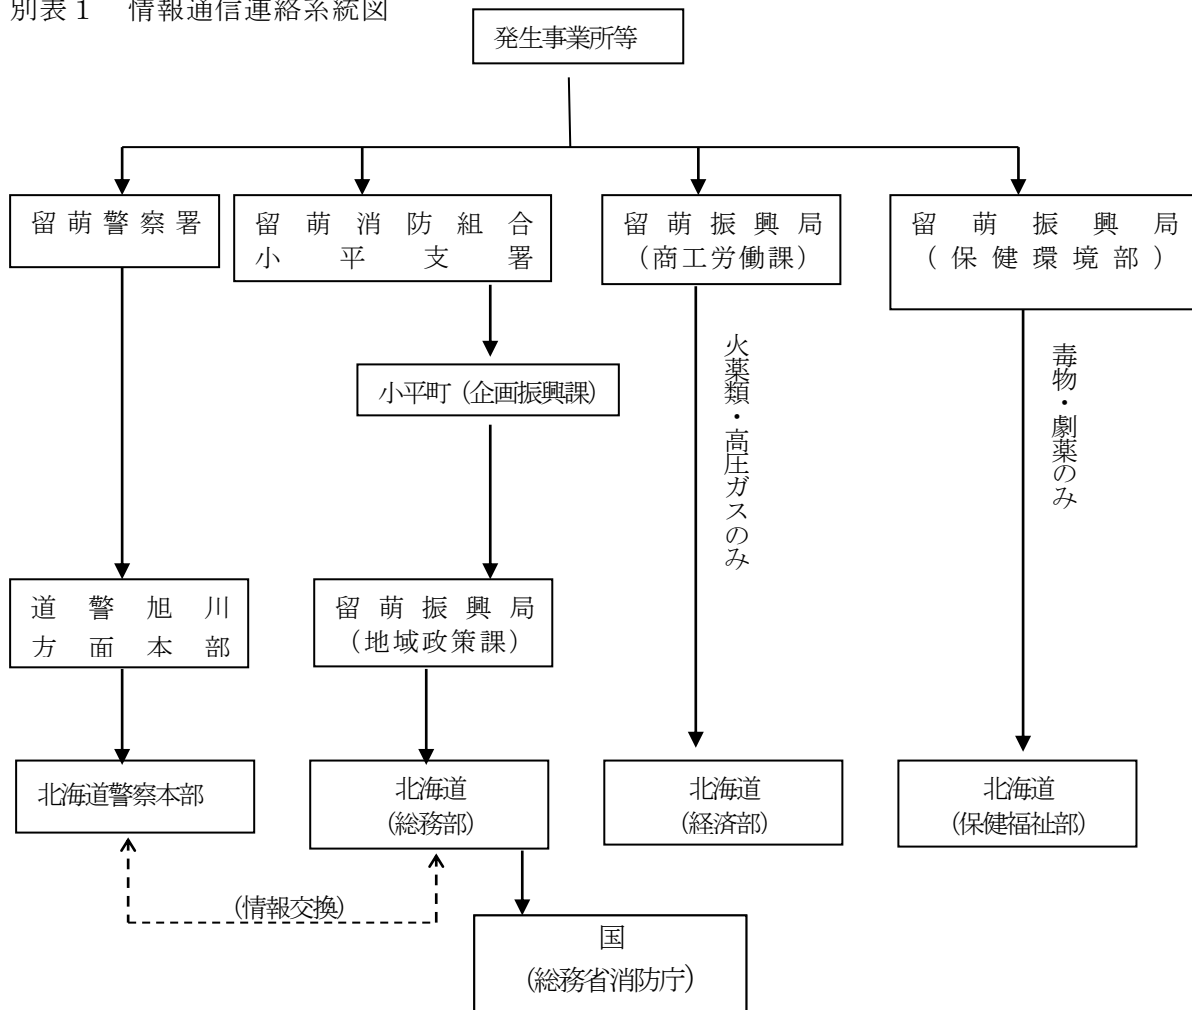 別表１　情報通信連絡系統図
発生事業所等
留萌警察署
留萌消防組合
小平支署
留萌振興局
（商工労働課）
留萌振興局
（保健環境部）
火薬類・高圧ガスのみ
毒物・劇薬のみ
小平町（企画振興課）
道警旭川
方面本部
留萌振興局
（地域政策課）
北海道警察本部
北海道
（総務部）
北海道
（経済部）
北海道
（保健福祉部）
（情報交換）
国
（総務省消防庁）